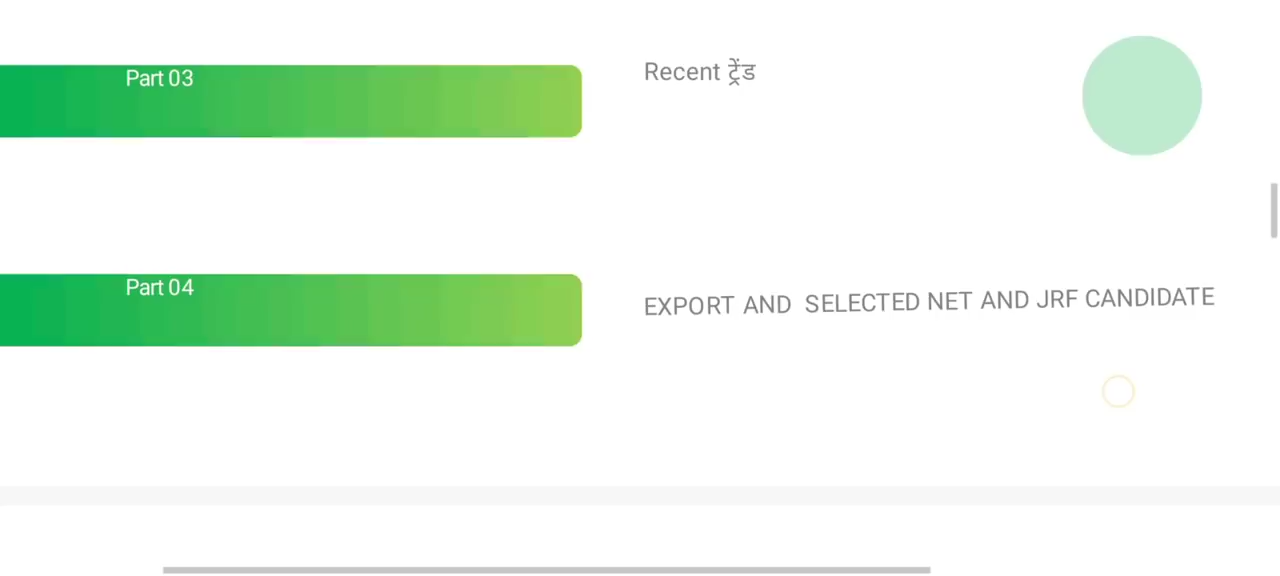 Part 03
Recent ट्रेंड
Part 04
EXPORT AND SELECTED NET AND JRF CANDIDATE